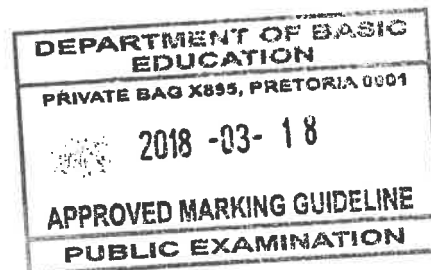 DEPARTMENT OF BASIC
EDUCATION
PRIVATE BAG X895, PRETORIA 0001
2018 -03- 18
APPROVED MARKING GUIDELINE
PUBLIC EXAMINATION